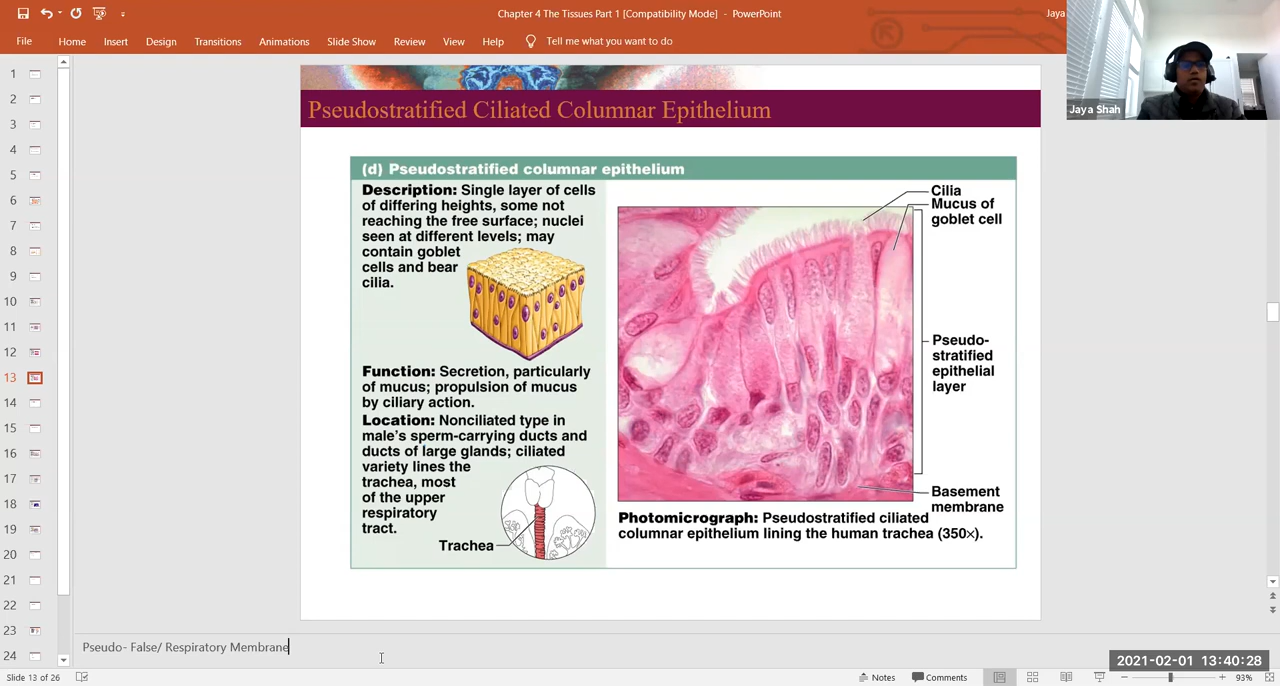 Chapter 4 The Tissues Part 1 [Compatibility Mode] - PowerPoint
Jaya
File Home Insert Design Transitions Animations Slide Show Review View Help Tell me what you want to do
Jaya Shah
1
2
3
4
5
6
7
8
9
10
11
12
13
14
15
16
17
18
19
20
21
22
23
24
Pseudostratified Ciliated Columnar Epithelium
(d) Pseudostratified columnar epithelium
Description: Single layer of cells
of differing heights, some not
reaching the free surface; nuclei
seen at different levels; may
contain goblet
cells and bear
cilia.
Function: Secretion, particularly
of mucus; propulsion of mucus
by ciliary action.
Location: Nonciliated type in
male's sperm-carrying ducts and
ducts of large glands; ciliated
variety lines the
trachea, most
of the upper
respiratory
tract.
Trachea
Cilia
Mucus of
goblet cell
Pseudo-
stratified
epithelial
layer
Basement
membrane
Photomicrograph: Pseudostratified ciliated
columnar epithelium lining the human trachea (350×).
Pseudo- False/ Respiratory Membrane
2021-02-01 13:40:28
Slide 13 of 26 Notes Comments 93%